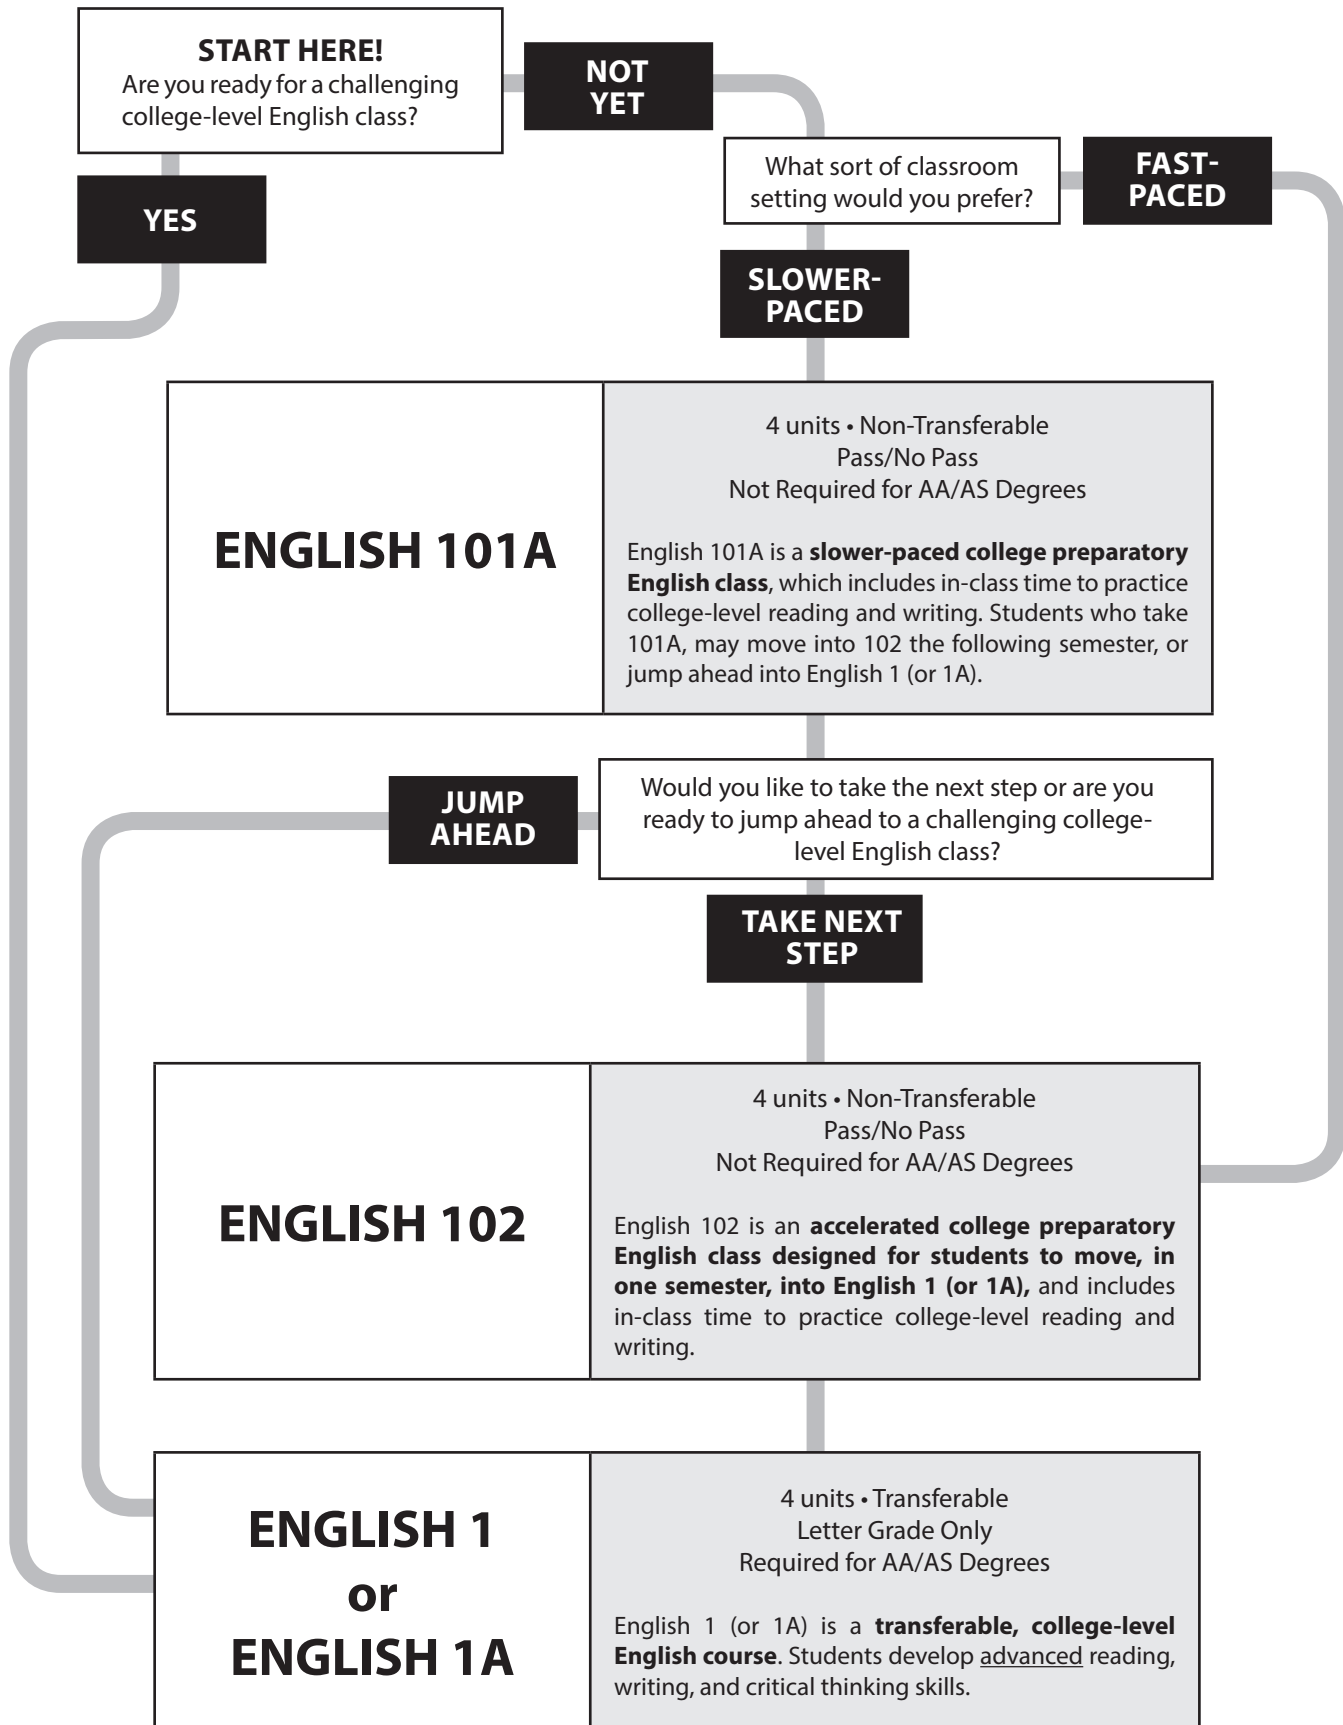 START HERE!
Are you ready for a challenging
college-level English class?
NOT
YET
YES
What sort of classroom
setting would you prefer?
FAST-
PACED
SLOWER-
PACED
ENGLISH 101A
4 units • Non-Transferable
Pass/No Pass
Not Required for AA/AS Degrees
English 101A is a slower-paced college preparatory
English class, which includes in-class time to practice
college-level reading and writing. Students who take
101A, may move into 102 the following semester, or
jump ahead into English 1 (or 1A).
JUMP
AHEAD
Would you like to take the next step or are you
ready to jump ahead to a challenging college-
level English class?
TAKE NEXT
STEP
ENGLISH 102
4 units • Non-Transferable
Pass/No Pass
Not Required for AA/AS Degrees
English 102 is an accelerated college preparatory
English class designed for students to move, in
one semester, into English 1 (or 1A), and includes
in-class time to practice college-level reading and
writing.
ENGLISH 1
or
ENGLISH 1A
4 units • Transferable
Letter Grade Only
Required for AA/AS Degrees
English 1 (or 1A) is a transferable, college-level
English course. Students develop advanced reading,
writing, and critical thinking skills.